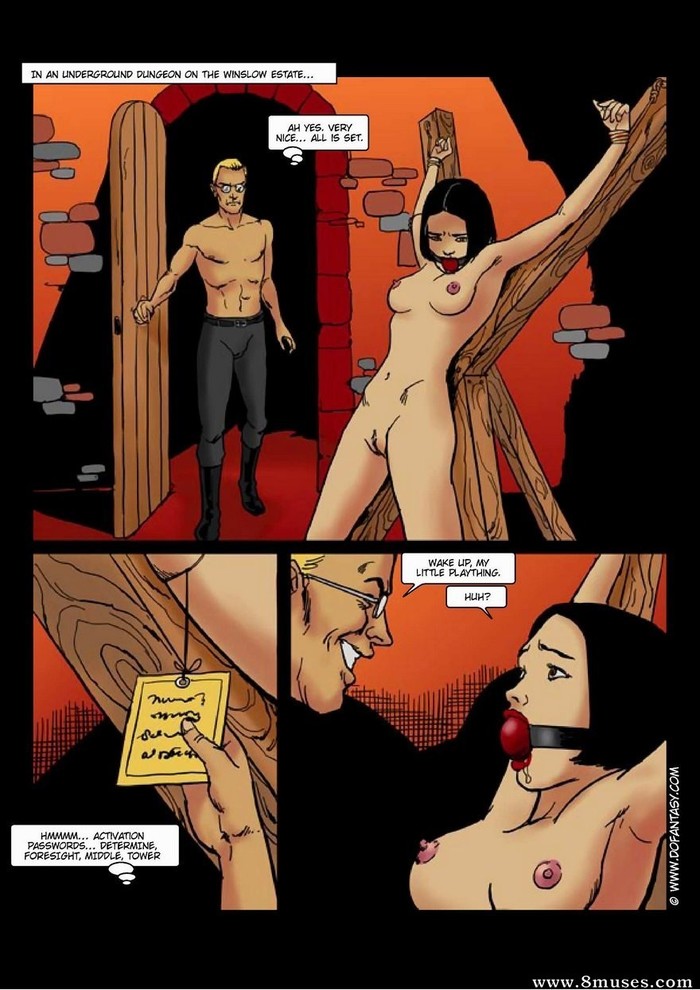 IN AN UNDERGROUND DUNGEON ON THE WINSLOW ESTATE...
AH YES. VERY
NICE... ALL IS SET.
HMMMM... ACTIVATION
PASSWORDS... DETERMINE,
FORESIGHT, MIDDLE, TOWER
WAKE UP, MY
LITTLE PLAYTHING.
HUH?
© WWW.DOFANTASY.COM
www.8muses.com